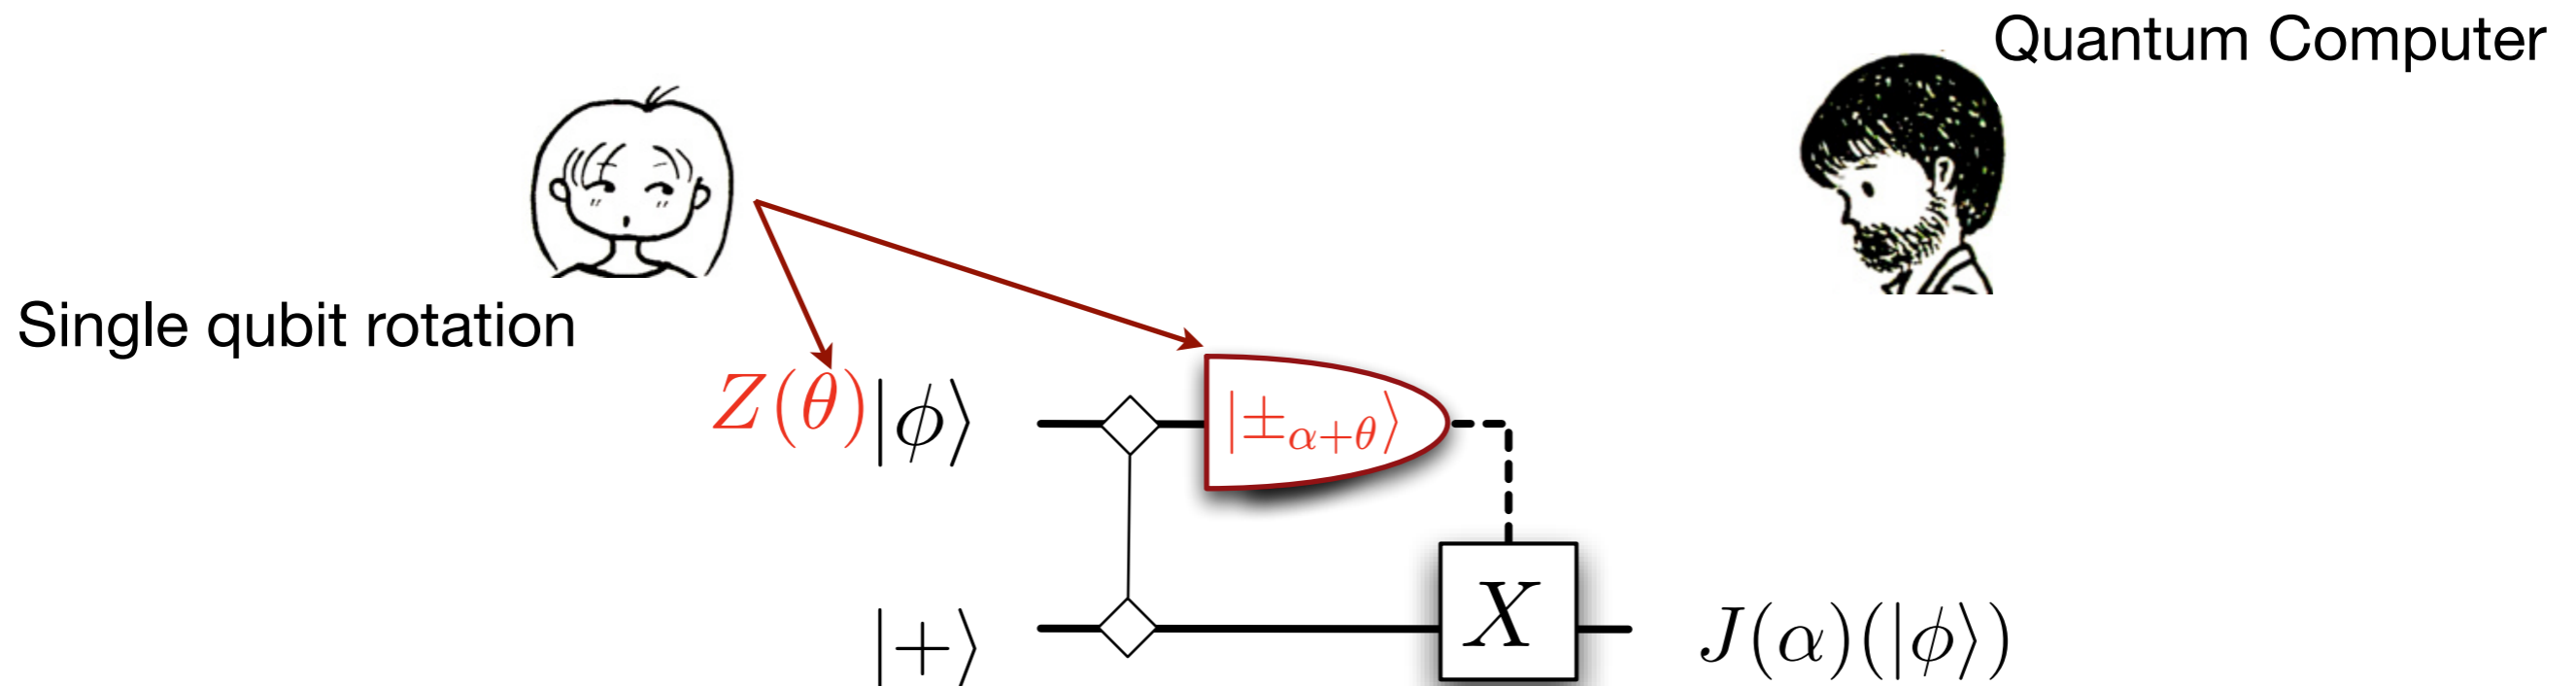 Quantum Computer
Single qubit rotation
Z(θ)|ϕ⟩
|±α+θ⟩
|+⟩
X
J(α)(|ϕ⟩)